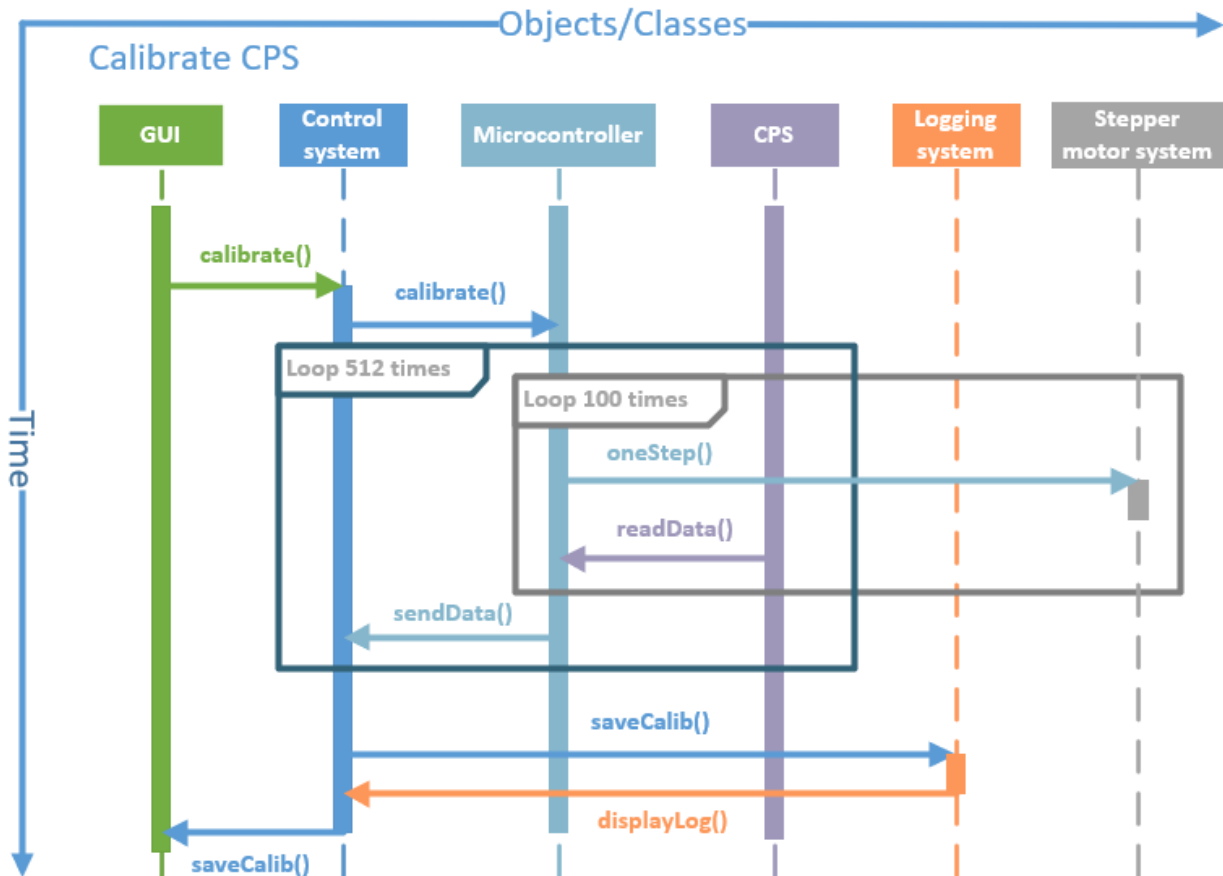 Objects/Classes
Calibrate CPS
GUI
Control
system
Microcontroller
CPS
Logging
system
Stepper
motor system
calibrate()
calibrate()
Loop 512 times
Loop 100 times
Time
oneStep()
readData()
sendData()
saveCalib()
displayLog()
saveCalib()